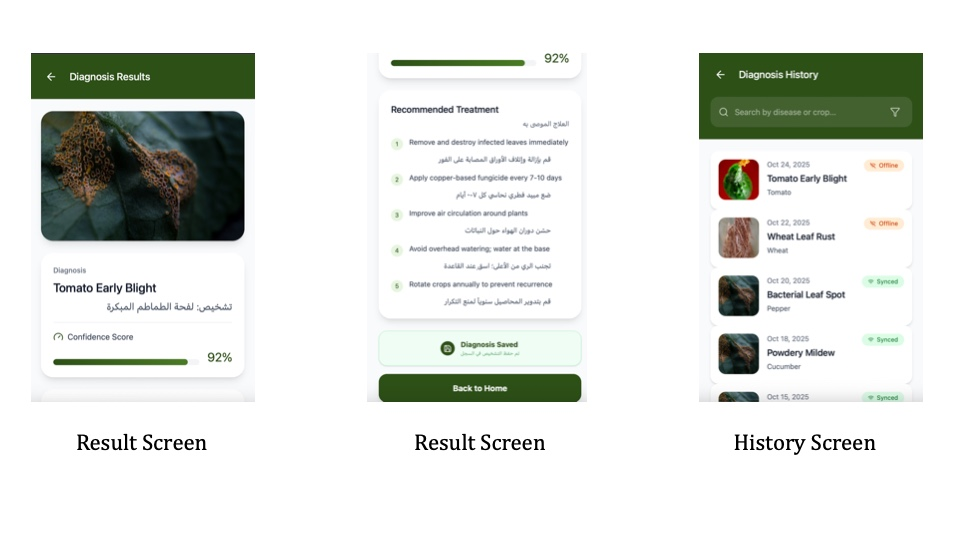 Diagnosis Results
Diagnosis
Tomato Early Blight
تشخيص: لفحة الطماطم المبكرة
Confidence Score
92%
Result Screen
92%
Recommended Treatment
العلاج الموصى به
1 Remove and destroy infected leaves immediately
قم بإزالة وإتلاف الأوراق المصابة على الفور
2 Apply copper-based fungicide every 7-10 days
ضع مبيد فطري نحاسي كل ٧-١٠ أيام
3 Improve air circulation around plants
حسّن دوران الهواء حول النباتات
4 Avoid overhead watering; water at the base
تجنب الري من الأعلى؛ اسق عند القاعدة
5 Rotate crops annually to prevent recurrence
قم بتدوير المحاصيل سنوياً لمنع التكرار
Diagnosis Saved
تم حفظ التشخيص في السجل
Back to Home
Result Screen
Diagnosis History
Search by disease or crop...
Oct 24, 2025
Offline
Tomato Early Blight
Tomato
Oct 22, 2025
Offline
Wheat Leaf Rust
Wheat
Oct 20, 2025
Synced
Bacterial Leaf Spot
Pepper
Oct 18, 2025
Synced
Powdery Mildew
Cucumber
Oct 15, 2025
Synced
History Screen